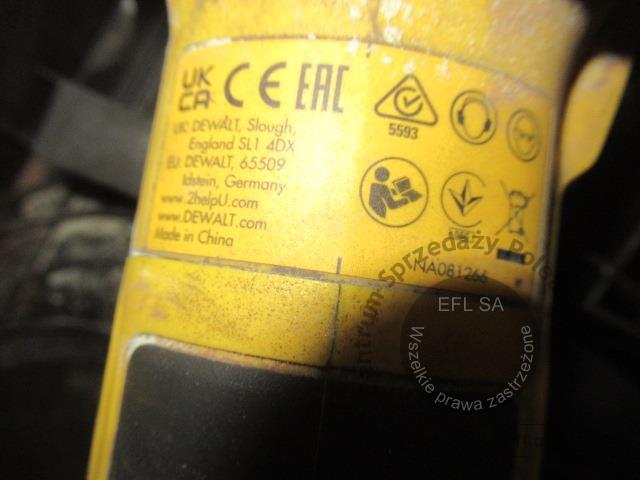 UK
CA CE EAC
5593
UK: DEWALT, Slough,
England SL1 4DX
EU: DEWALT, 65509
Idstein, Germany
www.2helpU.com
www.DEWALT.com
Made in China
NA081266
Centrum Sprzedaży
EFL SA
Wszelkie prawa zastrzeżone